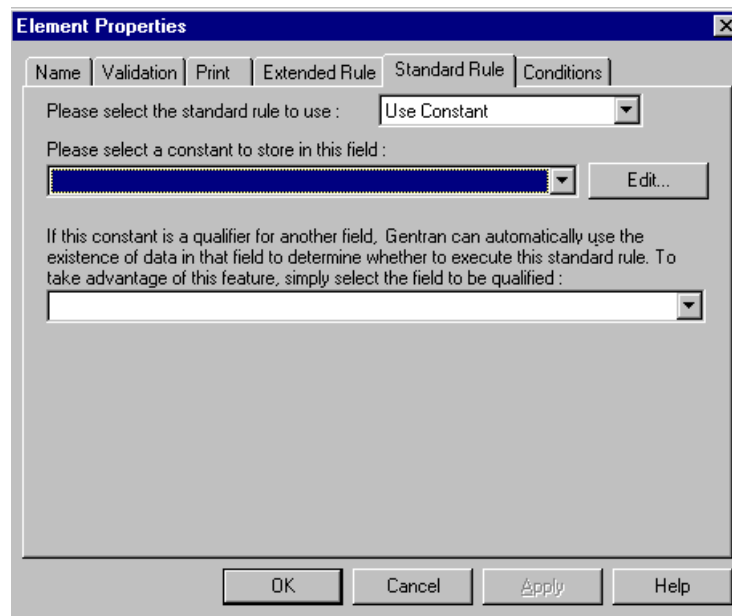 Element Properties
Name Validation Print Extended Rule Standard Rule Conditions
Please select the standard rule to use : Use Constant
Please select a constant to store in this field :
Edit...
If this constant is a qualifier for another field, Gentran can automatically use the
existence of data in that field to determine whether to execute this standard rule. To
take advantage of this feature, simply select the field to be qualified :
OK Cancel Apply Help